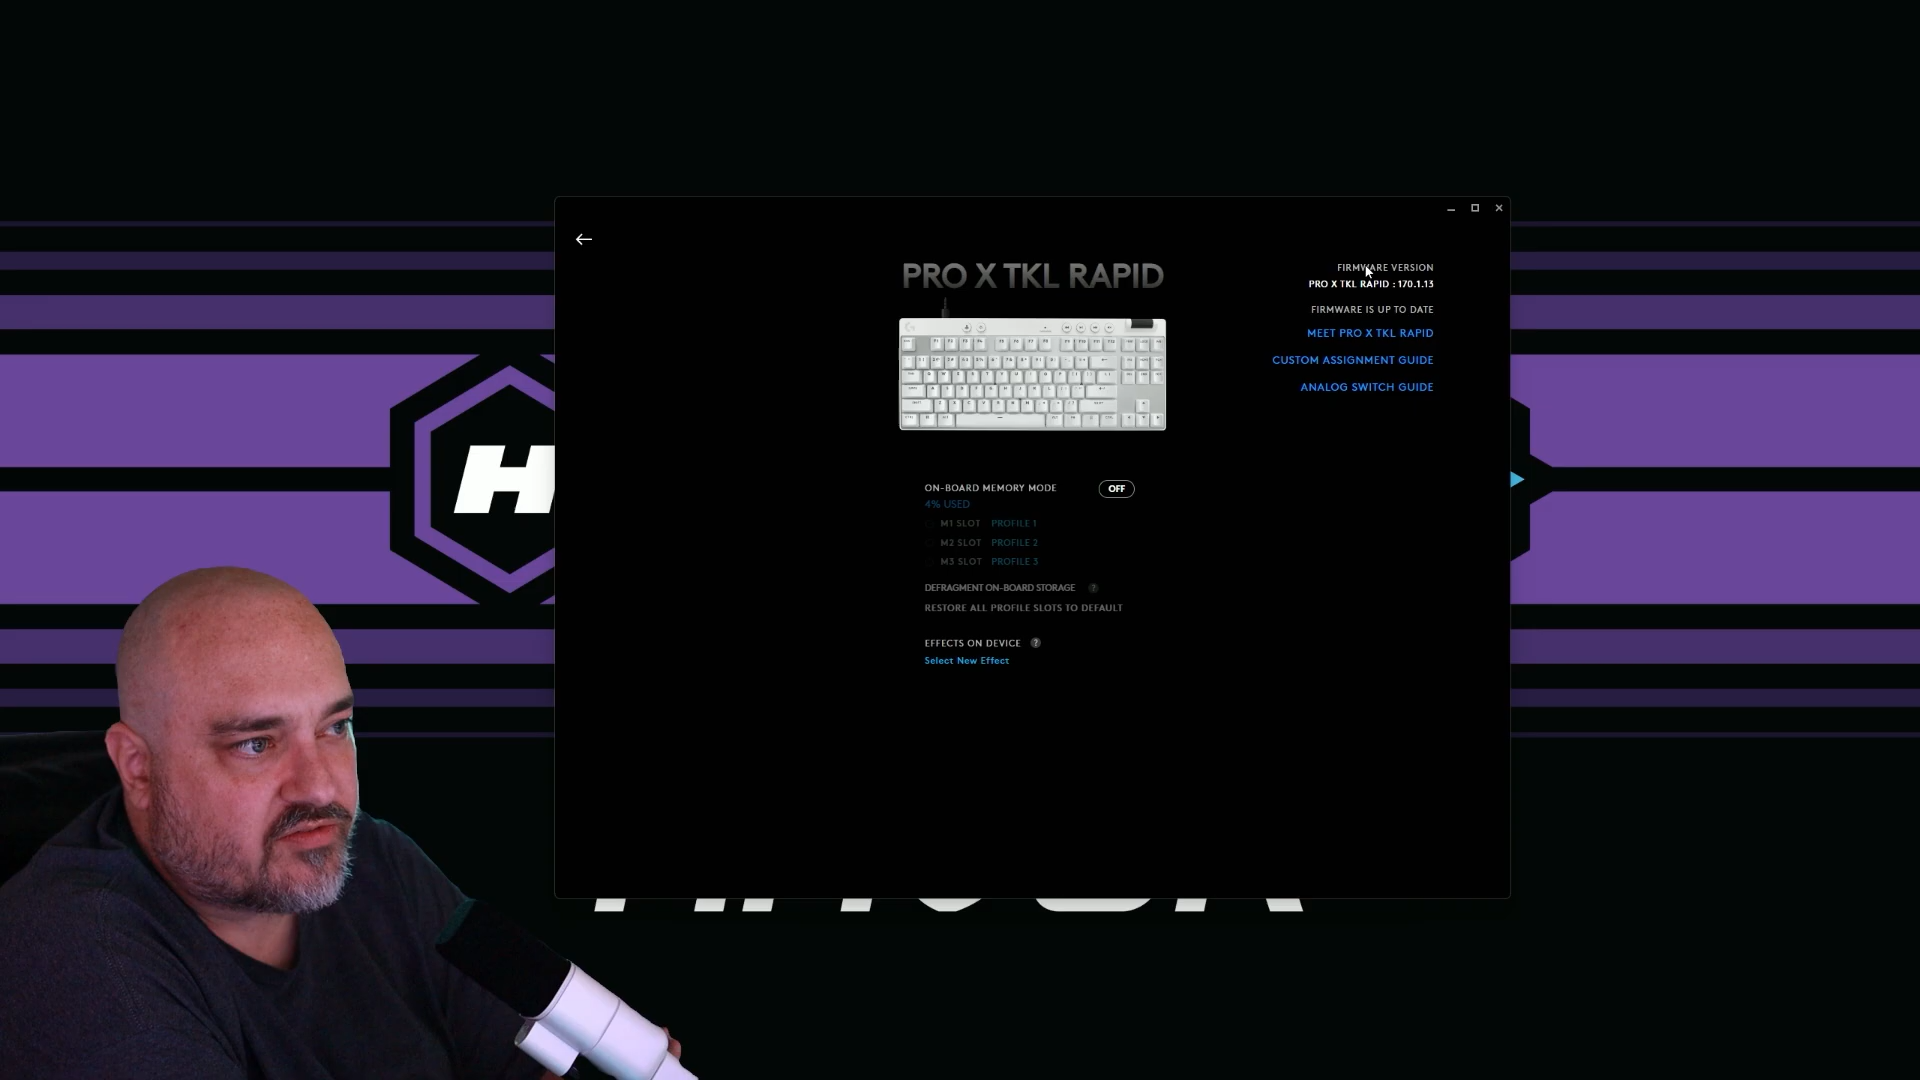 PRO X TKL RAPID
FIRMWARE VERSION
PRO X TKL RAPID : 170.1.13
FIRMWARE IS UP TO DATE
MEET PRO X TKL RAPID
CUSTOM ASSIGNMENT GUIDE
ANALOG SWITCH GUIDE
ON-BOARD MEMORY MODE
OFF
4% USED
M1 SLOT PROFILE 1
M2 SLOT PROFILE 2
M3 SLOT PROFILE 3
DEFRAGMENT ON-BOARD STORAGE ?
RESTORE ALL PROFILE SLOTS TO DEFAULT
EFFECTS ON DEVICE ?
Select New Effect
H